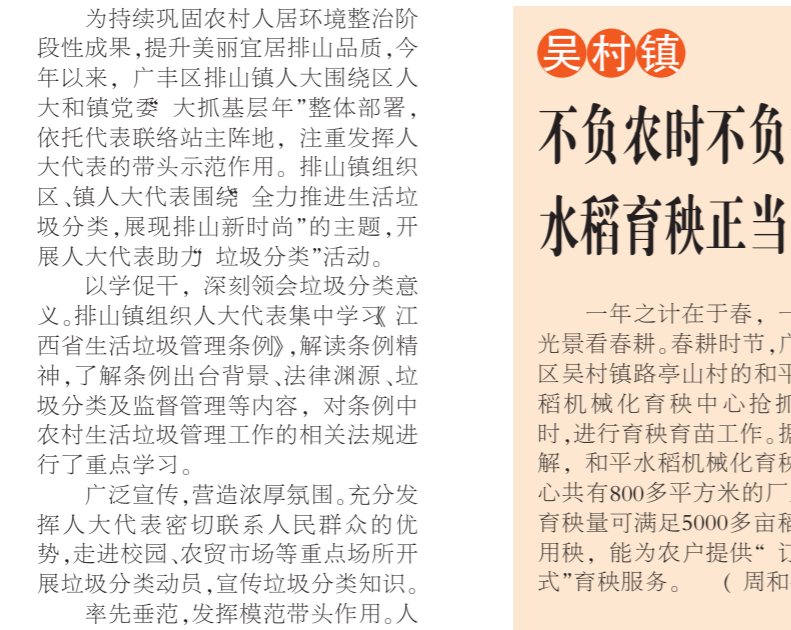 为持续巩固农村人居环境整治阶
段性成果,提升美丽宜居排山品质,今
年以来，广丰区排山镇人大围绕区人
大和镇党委“大抓基层年”整体部署，
依托代表联络站主阵地，注重发挥人
大代表的带头示范作用。排山镇组织
区、镇人大代表围绕“全力推进生活垃
圾分类,展现排山新时尚”的主题,开
展人大代表助力“垃圾分类”活动。
以学促干，深刻领会垃圾分类意
义。排山镇组织人大代表集中学习《江
西省生活垃圾管理条例》,解读条例精
神,了解条例出台背景、法律渊源、垃
圾分类及监督管理等内容，对条例中
农村生活垃圾管理工作的相关法规进
行了重点学习。
广泛宣传,营造浓厚氛围。充分发
挥人大代表密切联系人民群众的优
势,走进校园、农贸市场等重点场所开
展垃圾分类动员,宣传垃圾分类知识。
率先垂范,发挥模范带头作用。人
吴村镇
不负农时不负
水稻育秧正当
一年之计在于春，一
光景看春耕。春耕时节,广
区吴村镇路亭山村的和平
稻机械化育秧中心抢抓
时,进行育秧育苗工作。据
解，和平水稻机械化育秧
心共有800多平方米的厂
育秧量可满足5000多亩稻
用秧，能为农户提供“订
式”育秧服务。 （周和